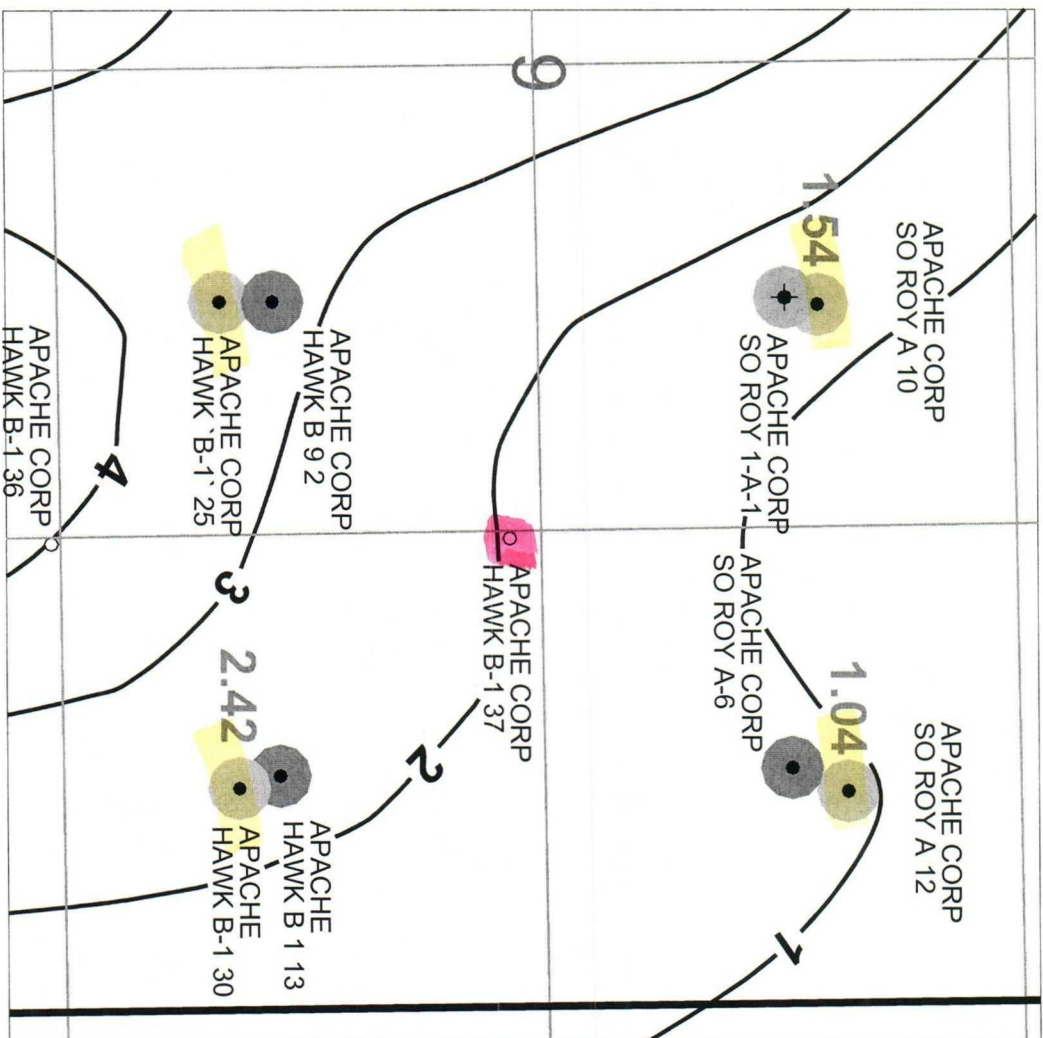 APACHE CORP
SO ROY A 10
APACHE CORP
SO ROY A 12
1.54
1.04
APACHE CORP
SO ROY 1-A-1
APACHE CORP
SO ROY A-6
1
9
APACHE CORP
HAWK B-1 37
2
APACHE CORP
HAWK B 9 2
APACHE
HAWK B 1 13
APACHE CORP
HAWK `B-1` 25
3
2.42
APACHE
HAWK B-1 30
4
APACHE CORP
HAWK B-1 36